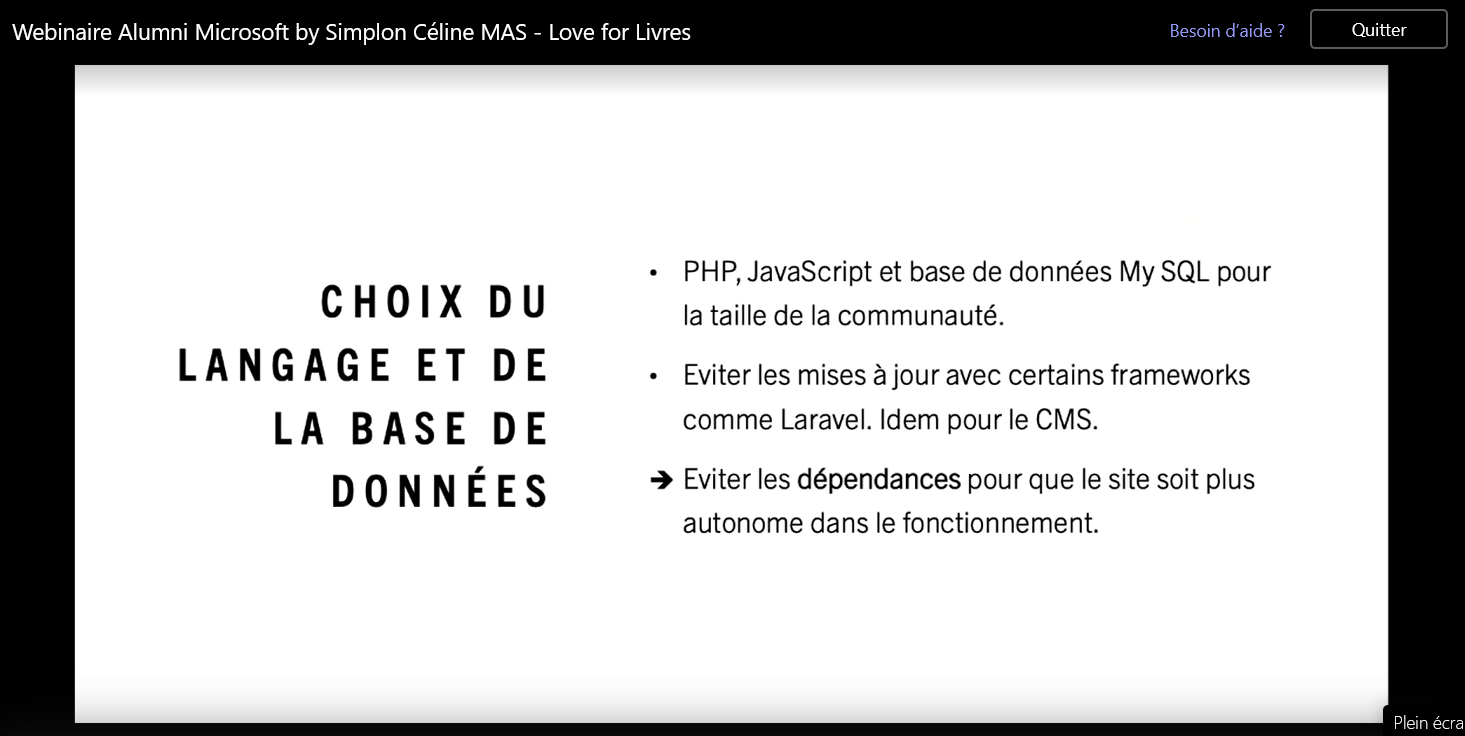 Webinaire Alumni Microsoft by Simplon Céline MAS - Love for Livres
Besoin d'aide ?
Quitter
CHOIX DU
LANGAGE ET DE
LA BASE DE
DONNÉES
• PHP, JavaScript et base de données My SQL pour
la taille de la communauté.
• Eviter les mises à jour avec certains frameworks
comme Laravel. Idem pour le CMS.
➔ Eviter les dépendances pour que le site soit plus
autonome dans le fonctionnement.
Plein écra